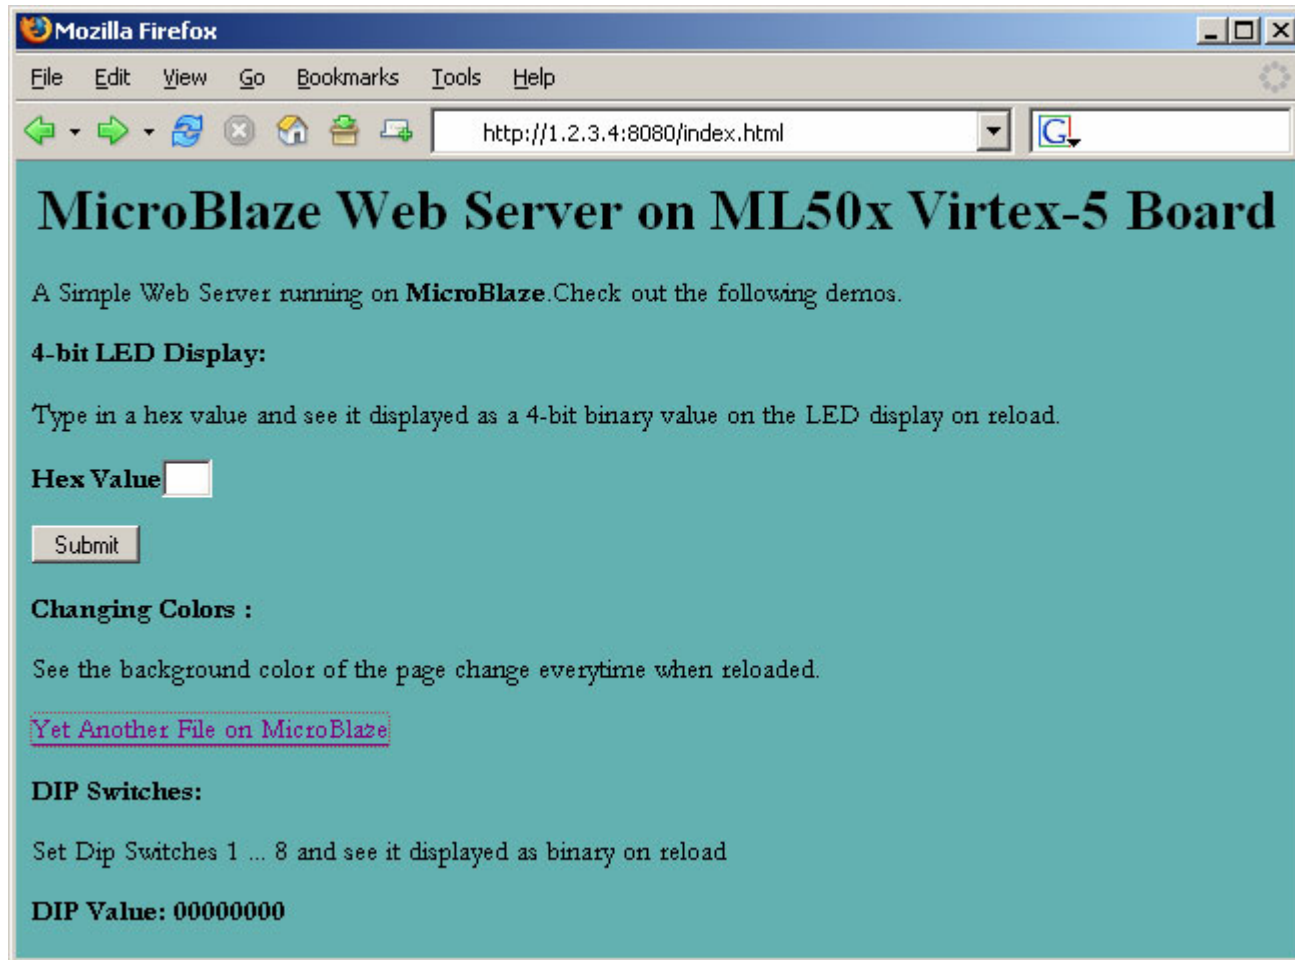 Mozilla Firefox
File Edit View Go Bookmarks Tools Help
http://1.2.3.4:8080/index.html G
MicroBlaze Web Server on ML50x Virtex-5 Board
A Simple Web Server running on MicroBlaze.Check out the following demos.
4-bit LED Display:
Type in a hex value and see it displayed as a 4-bit binary value on the LED display on reload.
Hex Value
Submit
Changing Colors :
See the background color of the page change everytime when reloaded.
Yet Another File on MicroBlaze
DIP Switches:
Set Dip Switches 1 ... 8 and see it displayed as binary on reload
DIP Value: 00000000